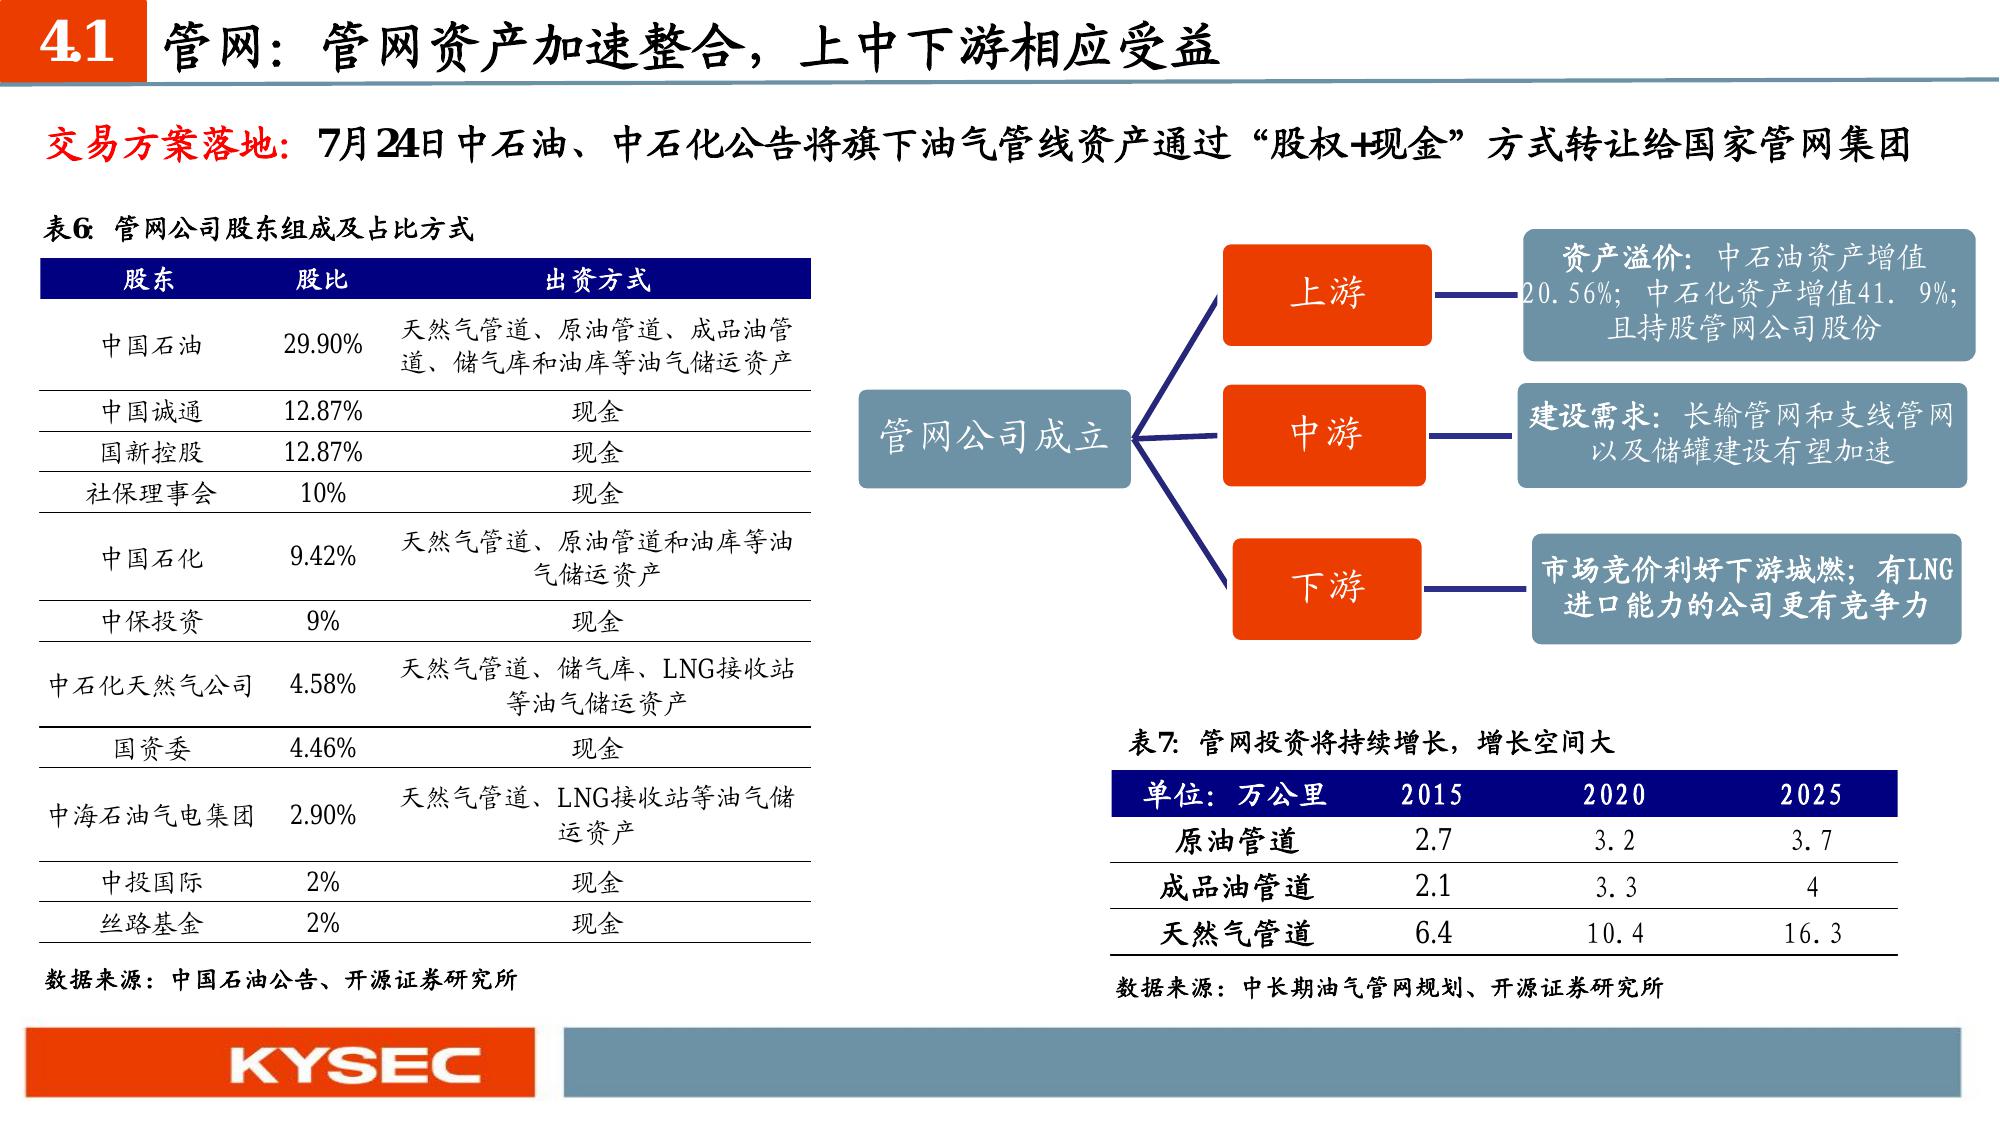 4.1 管网：管网资产加速整合，上中下游相应受益
交易方案落地：7月24日中石油、中石化公告将旗下油气管线资产通过“股权+现金”方式转让给国家管网集团
表6：管网公司股东组成及占比方式
股东 股比 出资方式
中国石油 29.90% 天然气管道、原油管道、成品油管
道、储气库和油库等油气储运资产
中国诚通 12.87% 现金
国新控股 12.87% 现金
社保理事会 10% 现金
中国石化 9.42% 天然气管道、原油管道和油库等油
气储运资产
中保投资 9% 现金
中石化天然气公司 4.58% 天然气管道、储气库、LNG接收站
等油气储运资产
国资委 4.46% 现金
中海石油气电集团 2.90% 天然气管道、LNG接收站等油气储
运资产
中投国际 2% 现金
丝路基金 2% 现金
数据来源：中国石油公告、开源证券研究所
管网公司成立
上游
资产溢价：中石油资产增值
20.56%；中石化资产增值41. 9%；
且持股管网公司股份
中游
建设需求：长输管网和支线管网
以及储罐建设有望加速
下游
市场竞价利好下游城燃；有LNG
进口能力的公司更有竞争力
表7：管网投资将持续增长，增长空间大
单位：万公里 2015 2020 2025
原油管道 2.7 3.2 3.7
成品油管道 2.1 3.3 4
天然气管道 6.4 10.4 16.3
数据来源：中长期油气管网规划、开源证券研究所
KYSEC